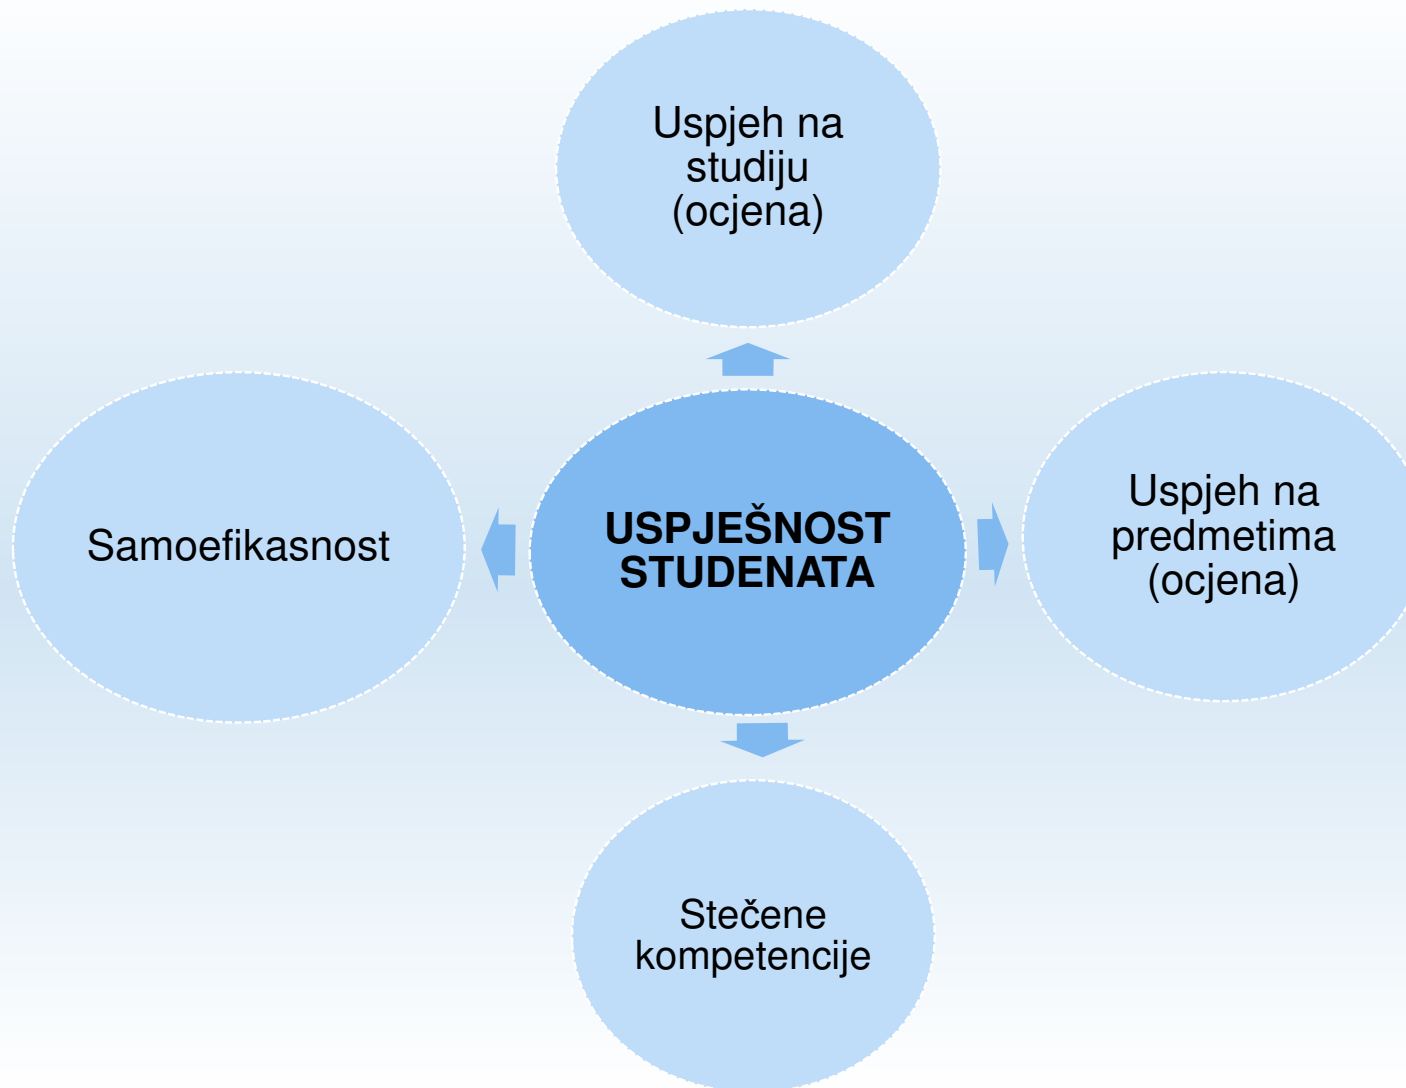 Uspjeh na
studiju
(ocjena)
Samoefikasnost
USPJEŠNOST
STUDENATA
Uspjeh na
predmetima
(ocjena)
Stečene
kompetencije